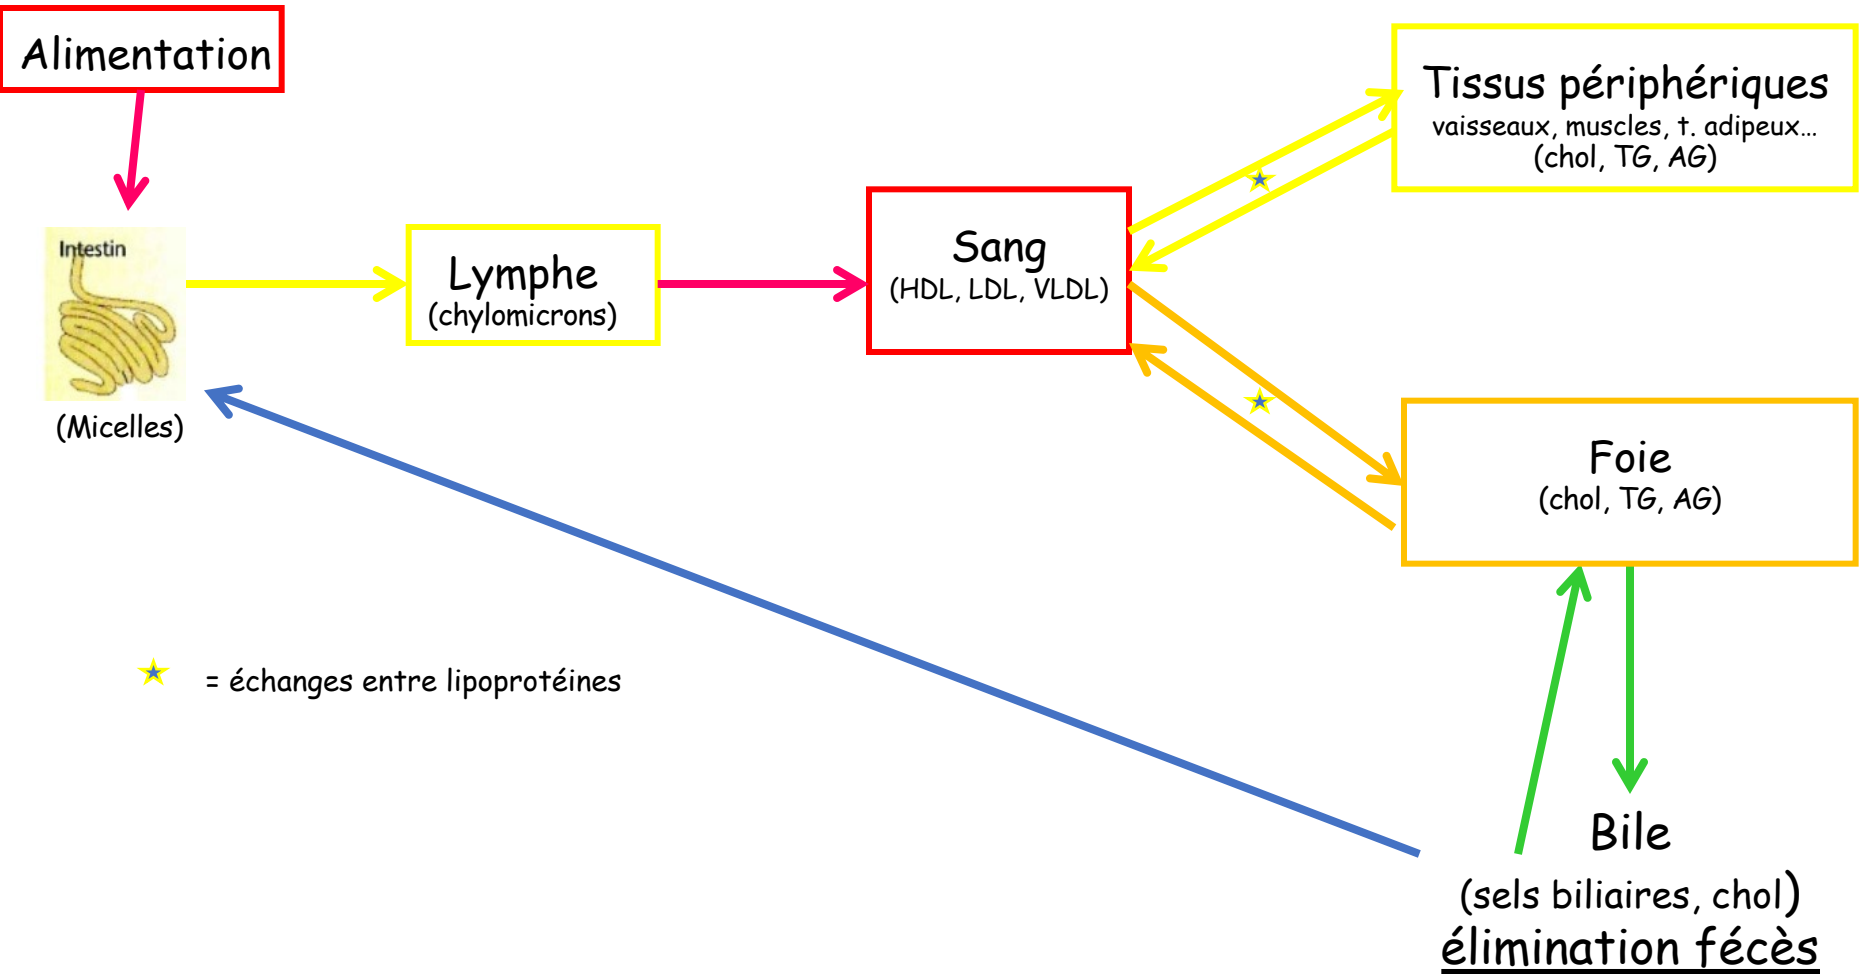 Alimentation
Tissus périphériques
vaisseaux, muscles, t. adipeux...
(chol, TG, AG)
Intestin
(Micelles)
Lymphe
(chylomicrons)
Sang
(HDL, LDL, VLDL)
Foie
(chol, TG, AG)
= échanges entre lipoprotéines
Bile
(sels biliaires, chol)
élimination fécès